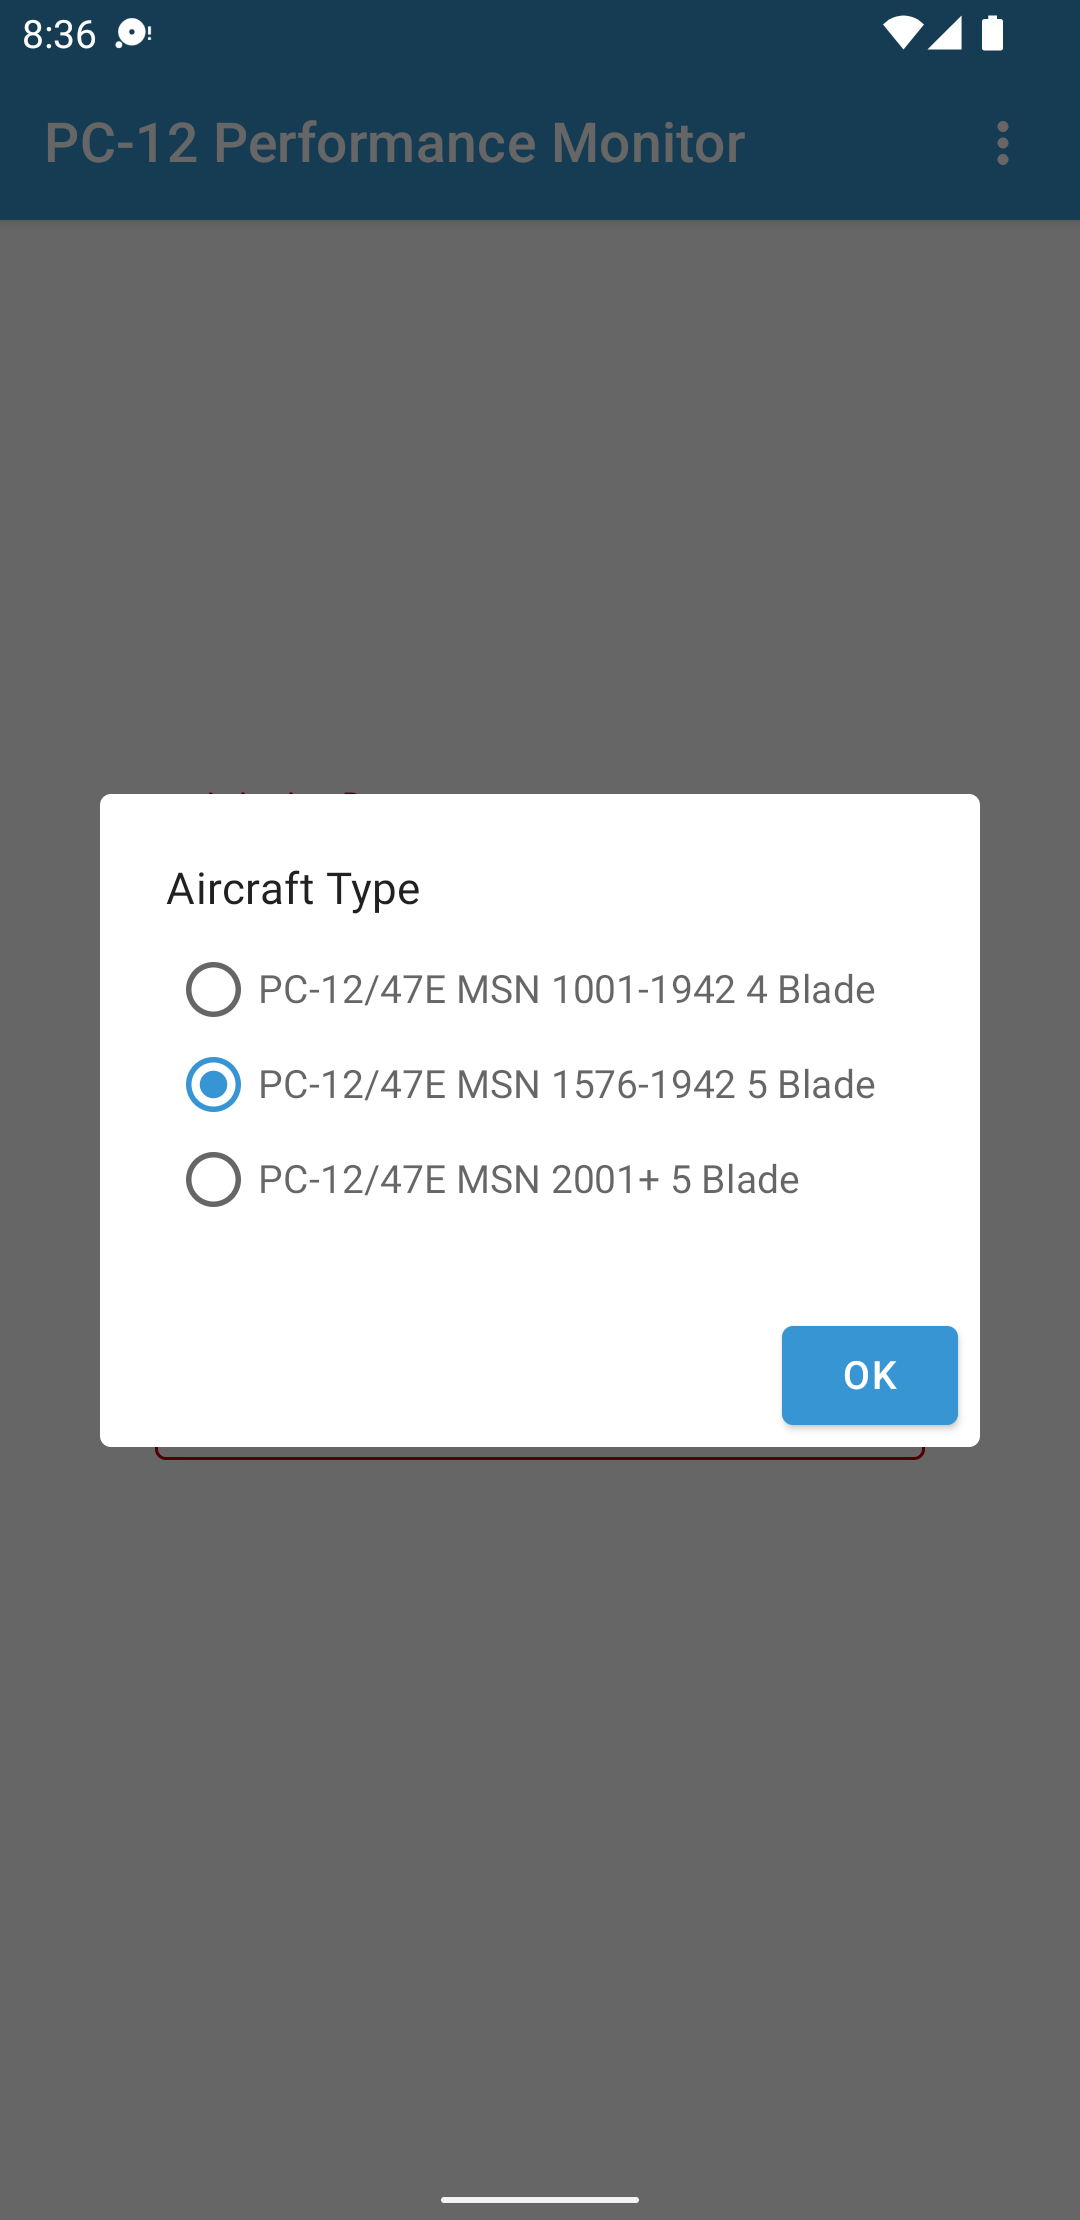 8:36
PC-12 Performance Monitor
Aircraft Type
PC-12/47E MSN 1001-1942 4 Blade
PC-12/47E MSN 1576-1942 5 Blade
PC-12/47E MSN 2001+ 5 Blade
OK